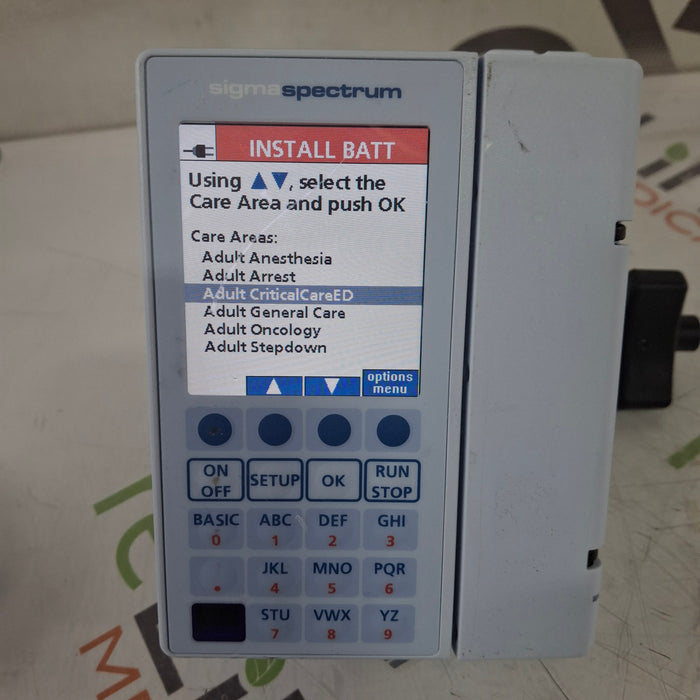 sigmaspectrum
INSTALL BATT
Using ▲▼, select the
Care Area and push OK
Care Areas:
Adult Anesthesia
Adult Arrest
Adult CriticalCareED
Adult General Care
Adult Oncology
Adult Stepdown
options
menu
ON
OFF
SETUP
OK
RUN
STOP
BASIC ABC DEF GHI
0 1 2 3
JKL MNO PQR
. 4 5 6
STU VWX YZ
7 8 9